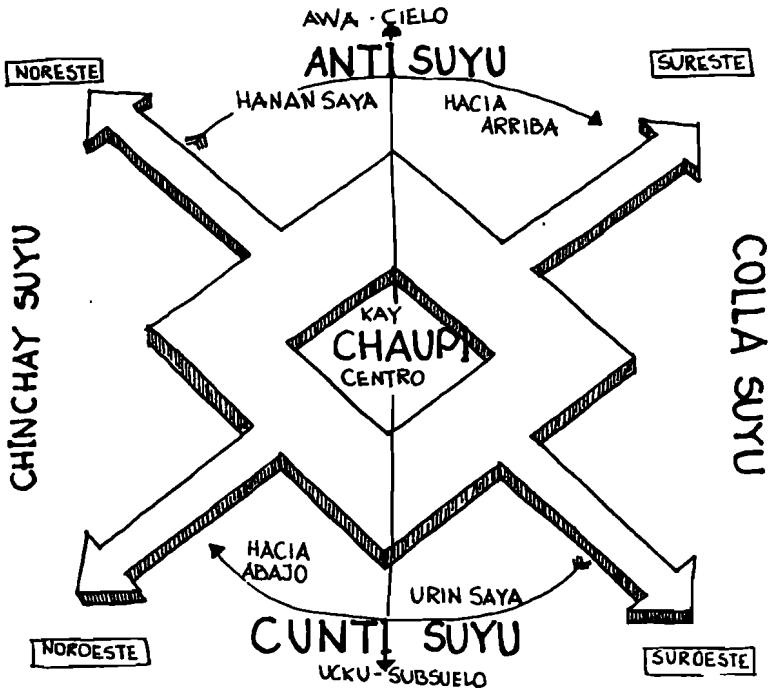 AWA - CIELO
ANTI SUYU
NORESTE
SURESTE
HANAN SAYA
HACIA
ARRIBA
CHINCHAY SUYU
COLLA SUYU
KAY
CHAUPI
CENTRO
HACIA
ABAJO
URIN SAYA
CUNTI SUYU
NOROESTE
SUROESTE
UCKU - SUBSUELO